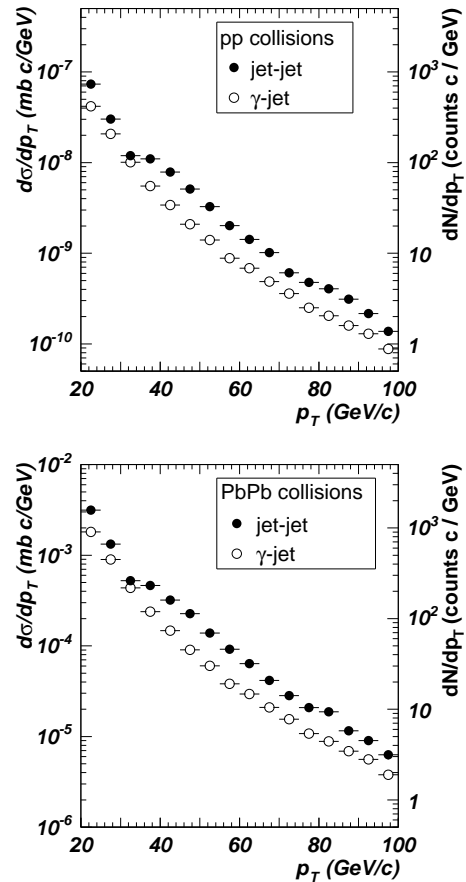 dσ/dp_T (mb c/GeV)
dN/dp_T (counts c / GeV)
pp collisions
jet-jet
γ-jet
10^-7
10^-8
10^-9
10^-10
10^3
10^2
10
1
20 40 60 80 100
p_T (GeV/c)
dσ/dp_T (mb c/GeV)
dN/dp_T (counts c / GeV)
PbPb collisions
jet-jet
γ-jet
10^-2
10^-3
10^-4
10^-5
10^-6
10^3
10^2
10
1
20 40 60 80 100
p_T (GeV/c)